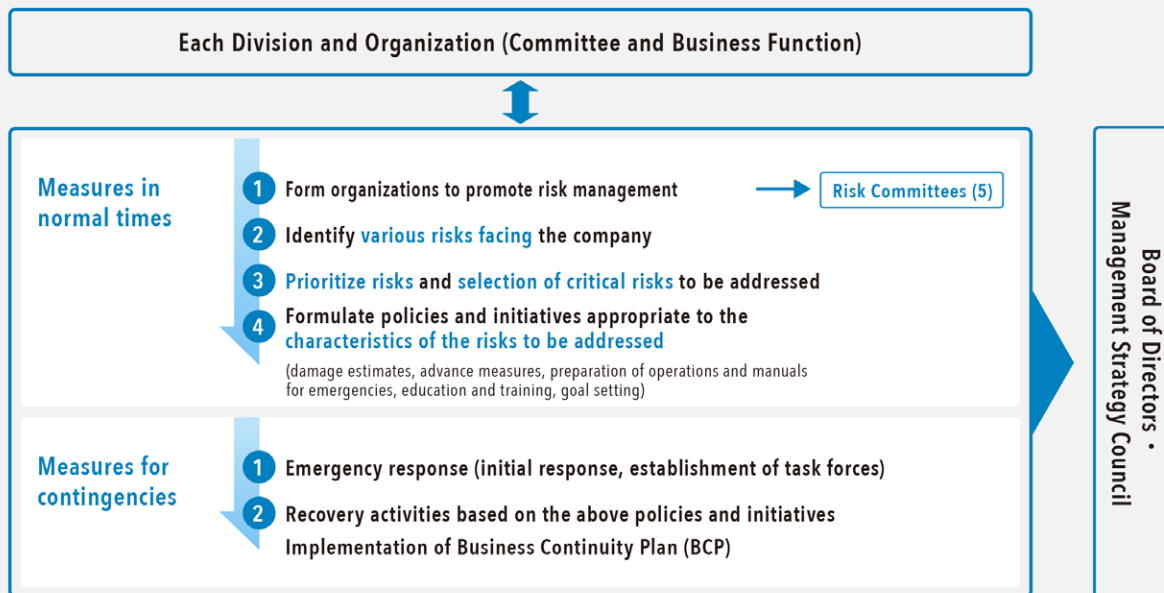 Each Division and Organization (Committee and Business Function)
Measures in
normal times
1 Form organizations to promote risk management
Risk Committees (5)
2 Identify various risks facing the company
3 Prioritize risks and selection of critical risks to be addressed
4 Formulate policies and initiatives appropriate to the
characteristics of the risks to be addressed
(damage estimates, advance measures, preparation of operations and manuals
for emergencies, education and training, goal setting)
Measures for
contingencies
1 Emergency response (initial response, establishment of task forces)
2 Recovery activities based on the above policies and initiatives
Implementation of Business Continuity Plan (BCP)
Board of Directors・
Management Strategy Council